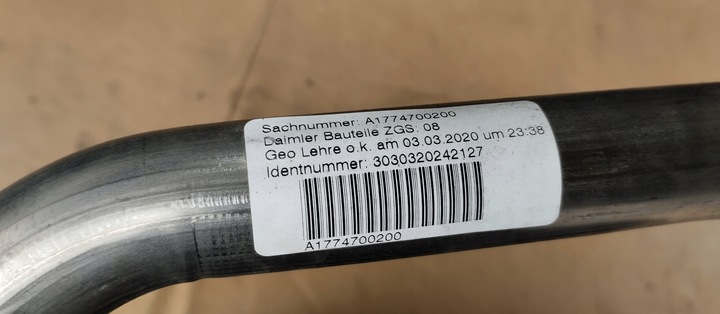 Sachnummer: A1774700200
Daimler Bauteile ZGS: 08
Geo Lehre o.k. am 03.03.2020 um 23:38
Identnummer: 3030320242127
A1774700200